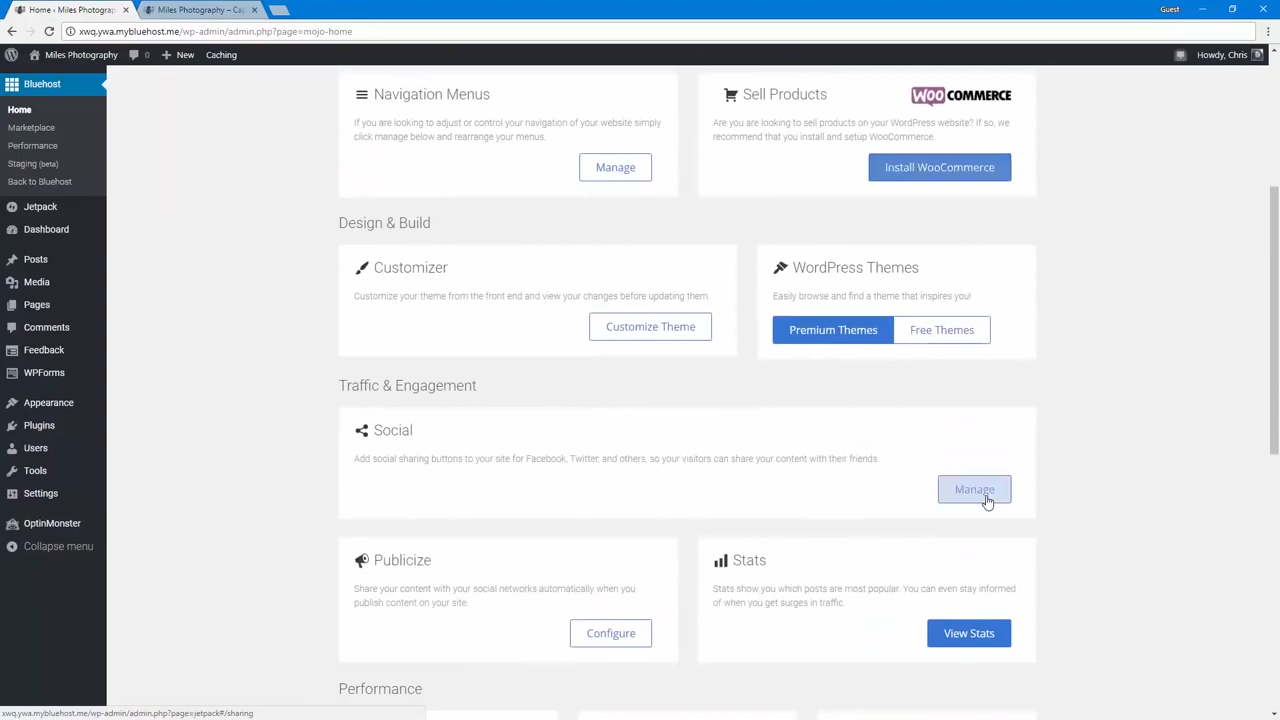 Home ‹ Miles Photography
Miles Photography – Cap
Guest
xwq.ywa.mybluehost.me/wp-admin/admin.php?page=mojo-home
Miles Photography
0
New
Caching
Howdy, Chris
Bluehost
Home
Marketplace
Performance
Staging (beta)
Back to Bluehost
Jetpack
Dashboard
Posts
Media
Pages
Comments
Feedback
WPForms
Appearance
Plugins
Users
Tools
Settings
OptinMonster
Collapse menu
Navigation Menus
If you are looking to adjust or control your navigation of your website simply
click manage below and rearrange your menus.
Manage
Sell Products
WOO COMMERCE
Are you are looking to sell products on your WordPress website? If so, we
recommend that you install and setup WooCommerce.
Install WooCommerce
Design & Build
Customizer
Customize your theme from the front end and view your changes before updating them.
Customize Theme
WordPress Themes
Easily browse and find a theme that inspires you!
Premium Themes
Free Themes
Traffic & Engagement
Social
Add social sharing buttons to your site for Facebook, Twitter, and others, so your visitors can share your content with their friends.
Manage
Publicize
Share your content with your social networks automatically when you
publish content on your site.
Configure
Stats
Stats show you which posts are most popular. You can even stay informed
of when you get surges in traffic.
View Stats
Performance
xwq.ywa.mybluehost.me/wp-admin/admin.php?page=jetpack#/sharing